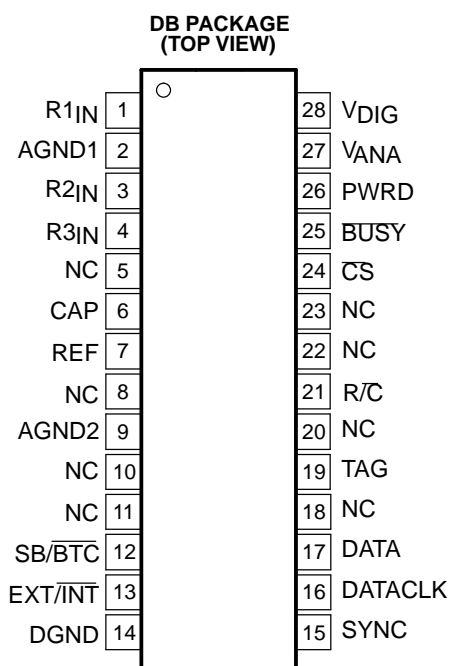 DB PACKAGE
(TOP VIEW)
R1IN 1 28 VDIG
AGND1 2 27 VANA
R2IN 3 26 PWRD
R3IN 4 25 BUSY
NC 5 24 CS
CAP 6 23 NC
REF 7 22 NC
NC 8 21 R/C
AGND2 9 20 NC
NC 10 19 TAG
NC 11 18 NC
SB/BTC 12 17 DATA
EXT/INT 13 16 DATACLK
DGND 14 15 SYNC